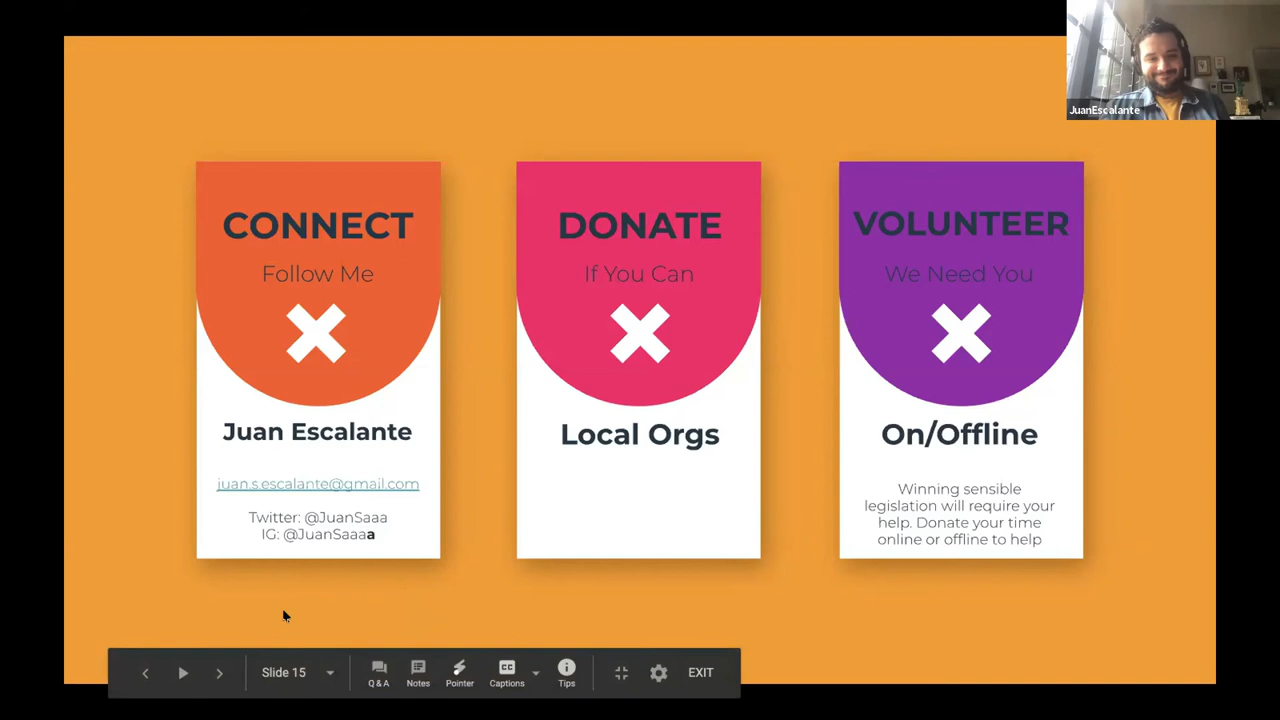 JuanEscalante
CONNECT
Follow Me
Juan Escalante
juan.s.escalante@gmail.com
Twitter: @JuanSaaa
IG: @JuanSaaaa
DONATE
If You Can
Local Orgs
VOLUNTEER
We Need You
On/Offline
Winning sensible
legislation will require your
help. Donate your time
online or offline to help
Slide 15
Q & A
Notes
Pointer
CC
Captions
Tips
EXIT